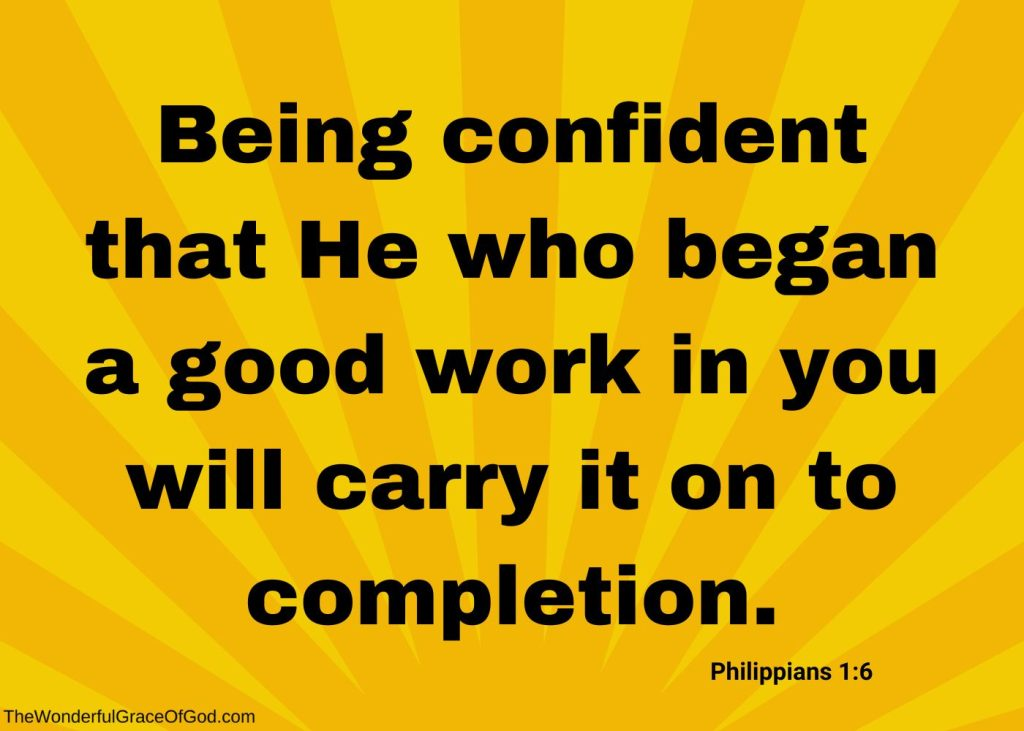 Being confident
that He who began
a good work in you
will carry it on to
completion.
Philippians 1:6
TheWonderfulGraceOfGod.com